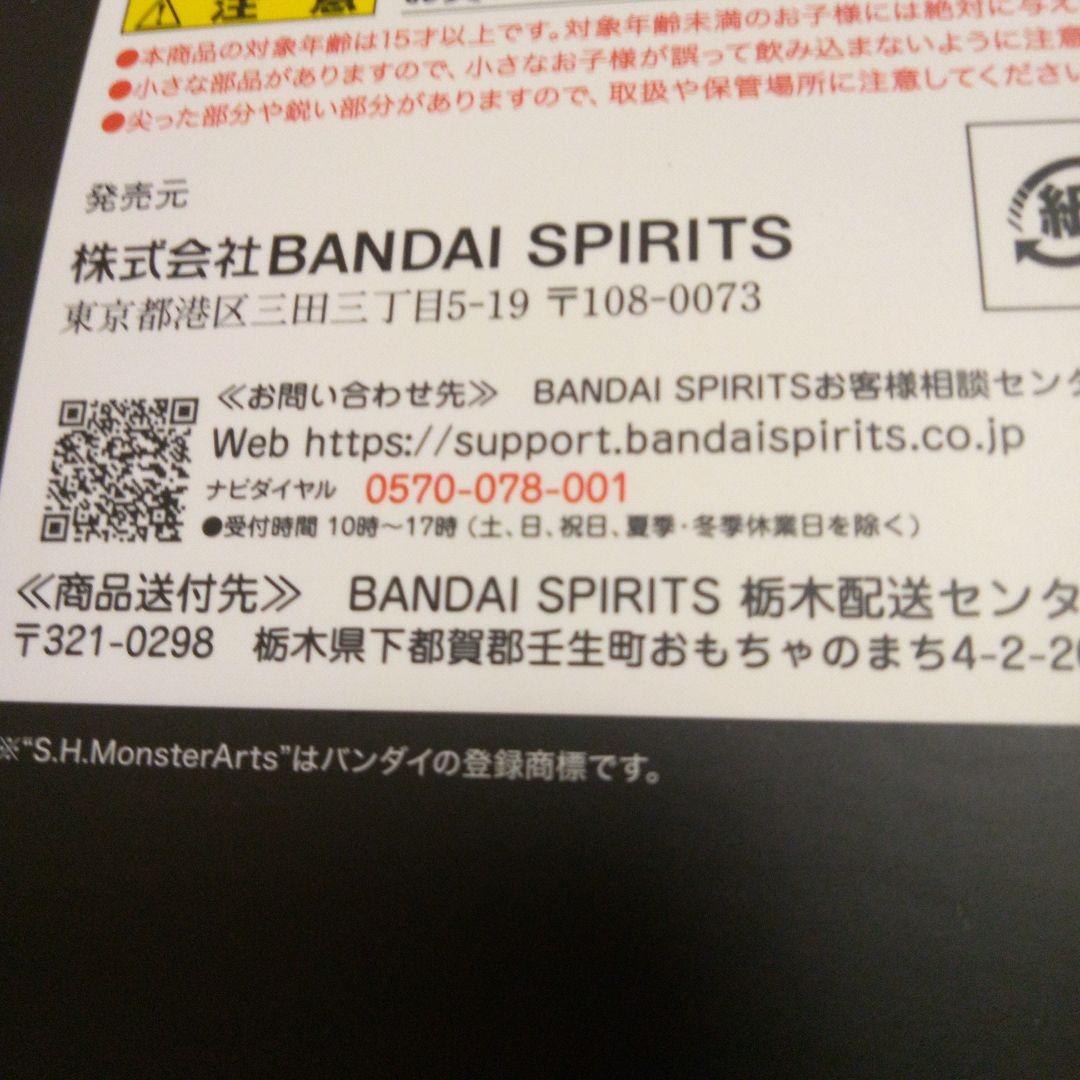 注意
●本商品の対象年齢は15才以上です。対象年齢未満のお子様には絶対に与え
●小さな部品がありますので、小さなお子様が誤って飲み込まないように注意
●尖った部分や鋭い部分がありますので、取扱や保管場所に注意してください
紙
発売元
株式会社BANDAI SPIRITS
東京都港区三田三丁目5-19 〒108-0073
≪お問い合わせ先≫ BANDAI SPIRITSお客様相談センタ
Web https://support.bandaispirits.co.jp
ナビダイヤル 0570-078-001
●受付時間 10時〜17時（土、日、祝日、夏季・冬季休業日を除く）
≪商品送付先≫ BANDAI SPIRITS 栃木配送センタ
〒321-0298 栃木県下都賀郡壬生町おもちゃのまち4-2-20
※“S.H.MonsterArts”はバンダイの登録商標です。